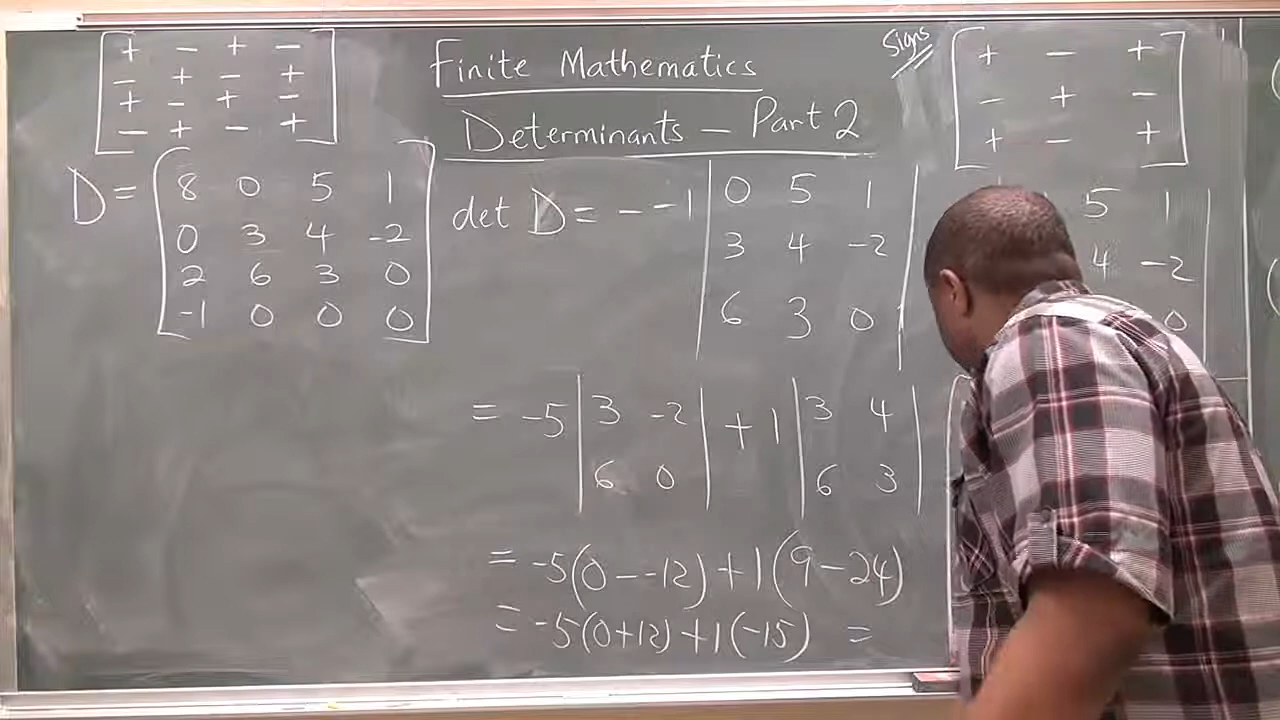 + − + −
− + − +
+ − + −
− + − +
Finite Mathematics
Determinants – Part 2
Signs
+ − +
− + −
+ − +
D =
8 0 5 1
0 3 4 -2
2 6 3 0
-1 0 0 0
det D = − -1
0 5 1
3 4 -2
6 3 0
5 1
4 -2
0
= -5 | 3 -2 | + 1 | 3 4 |
| 6 0 | | 6 3 |
= -5(0 − -12) + 1(9 − 24)
= -5(0+12) + 1(-15) =